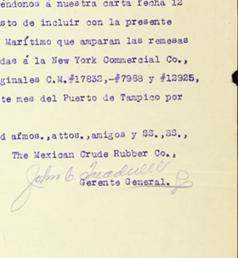 éndonos a nuestra carta fecha 12
sto de incluir con la presente
Marítimo que amparan las remesas
das á la New York Commercial Co.,
ginales C.M.#17832,-#7988 y #12925,
te mes del Puerto de Tampico por
d afmos.,attos.,amigos y SS.,SS.,
The Mexican Crude Rubber Co.,
John C. Treadwell
Gerente General.